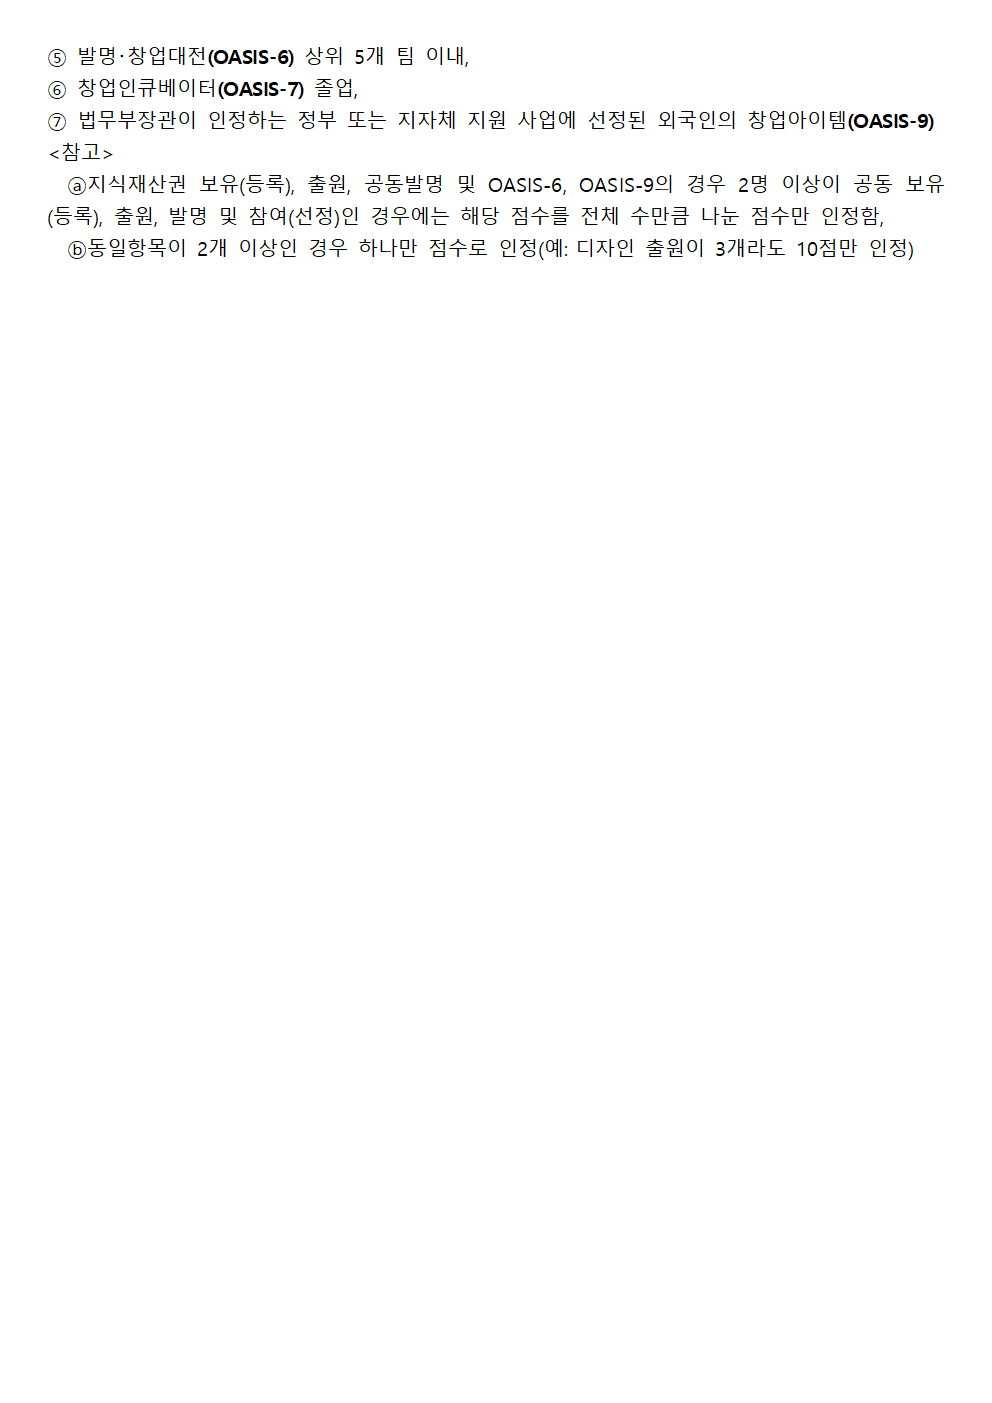 ⑤ 발명·창업대전(OASIS-6) 상위 5개 팀 이내,
⑥ 창업인큐베이터(OASIS-7) 졸업,
⑦ 법무부장관이 인정하는 정부 또는 지자체 지원 사업에 선정된 외국인의 창업아이템(OASIS-9)
<참고>
ⓐ지식재산권 보유(등록), 출원, 공동발명 및 OASIS-6, OASIS-9의 경우 2명 이상이 공동 보유
(등록), 출원, 발명 및 참여(선정)인 경우에는 해당 점수를 전체 수만큼 나눈 점수만 인정함,
ⓑ동일항목이 2개 이상인 경우 하나만 점수로 인정(예: 디자인 출원이 3개라도 10점만 인정)